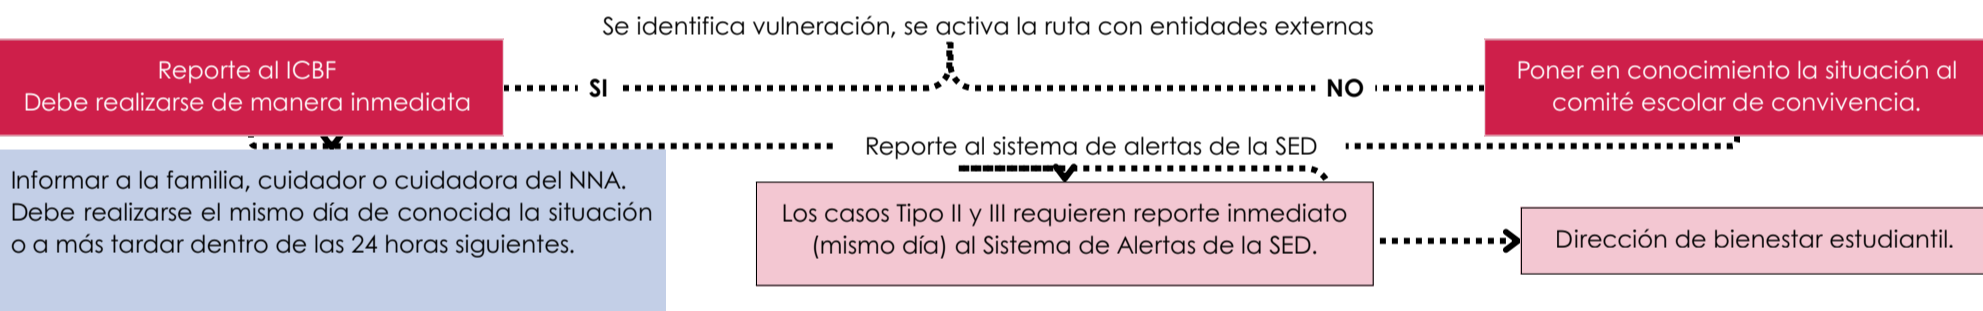 Se identifica vulneración, se activa la ruta con entidades externas
Reporte al ICBF
Debe realizarse de manera inmediata
SI
NO
Poner en conocimiento la situación al
comité escolar de convivencia.
Reporte al sistema de alertas de la SED
Informar a la familia, cuidador o cuidadora del NNA.
Debe realizarse el mismo día de conocida la situación
o a más tardar dentro de las 24 horas siguientes.
Los casos Tipo II y III requieren reporte inmediato
(mismo día) al Sistema de Alertas de la SED.
Dirección de bienestar estudiantil.